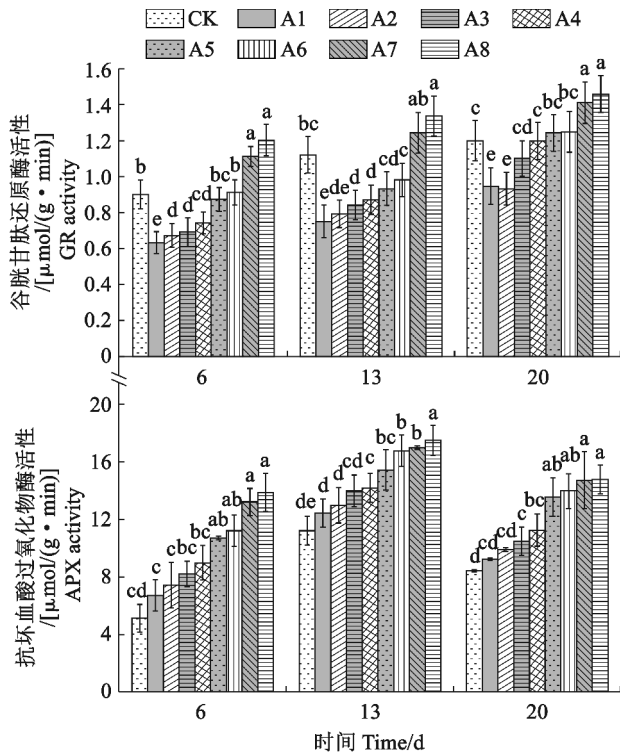 CK A1 A2 A3 A4
A5 A6 A7 A8
谷胱甘肽还原酶活性
/[μmol/(g·min)]
GR activity
1.6
1.4
1.2
1.0
0.8
0.6
0.4
0.2
0
b e d d cd bc b a a
bc e de d d cd c ab a
c e e cd c bc bc a a
6 13 20
抗坏血酸过氧化物酶活性
/[μmol/(g·min)]
APX activity
20
16
12
8
4
0
cd c c bc bc ab ab a a
de d d cd c bc b b a
d cd cd c bc ab ab a a
6 13 20
时间 Time/d